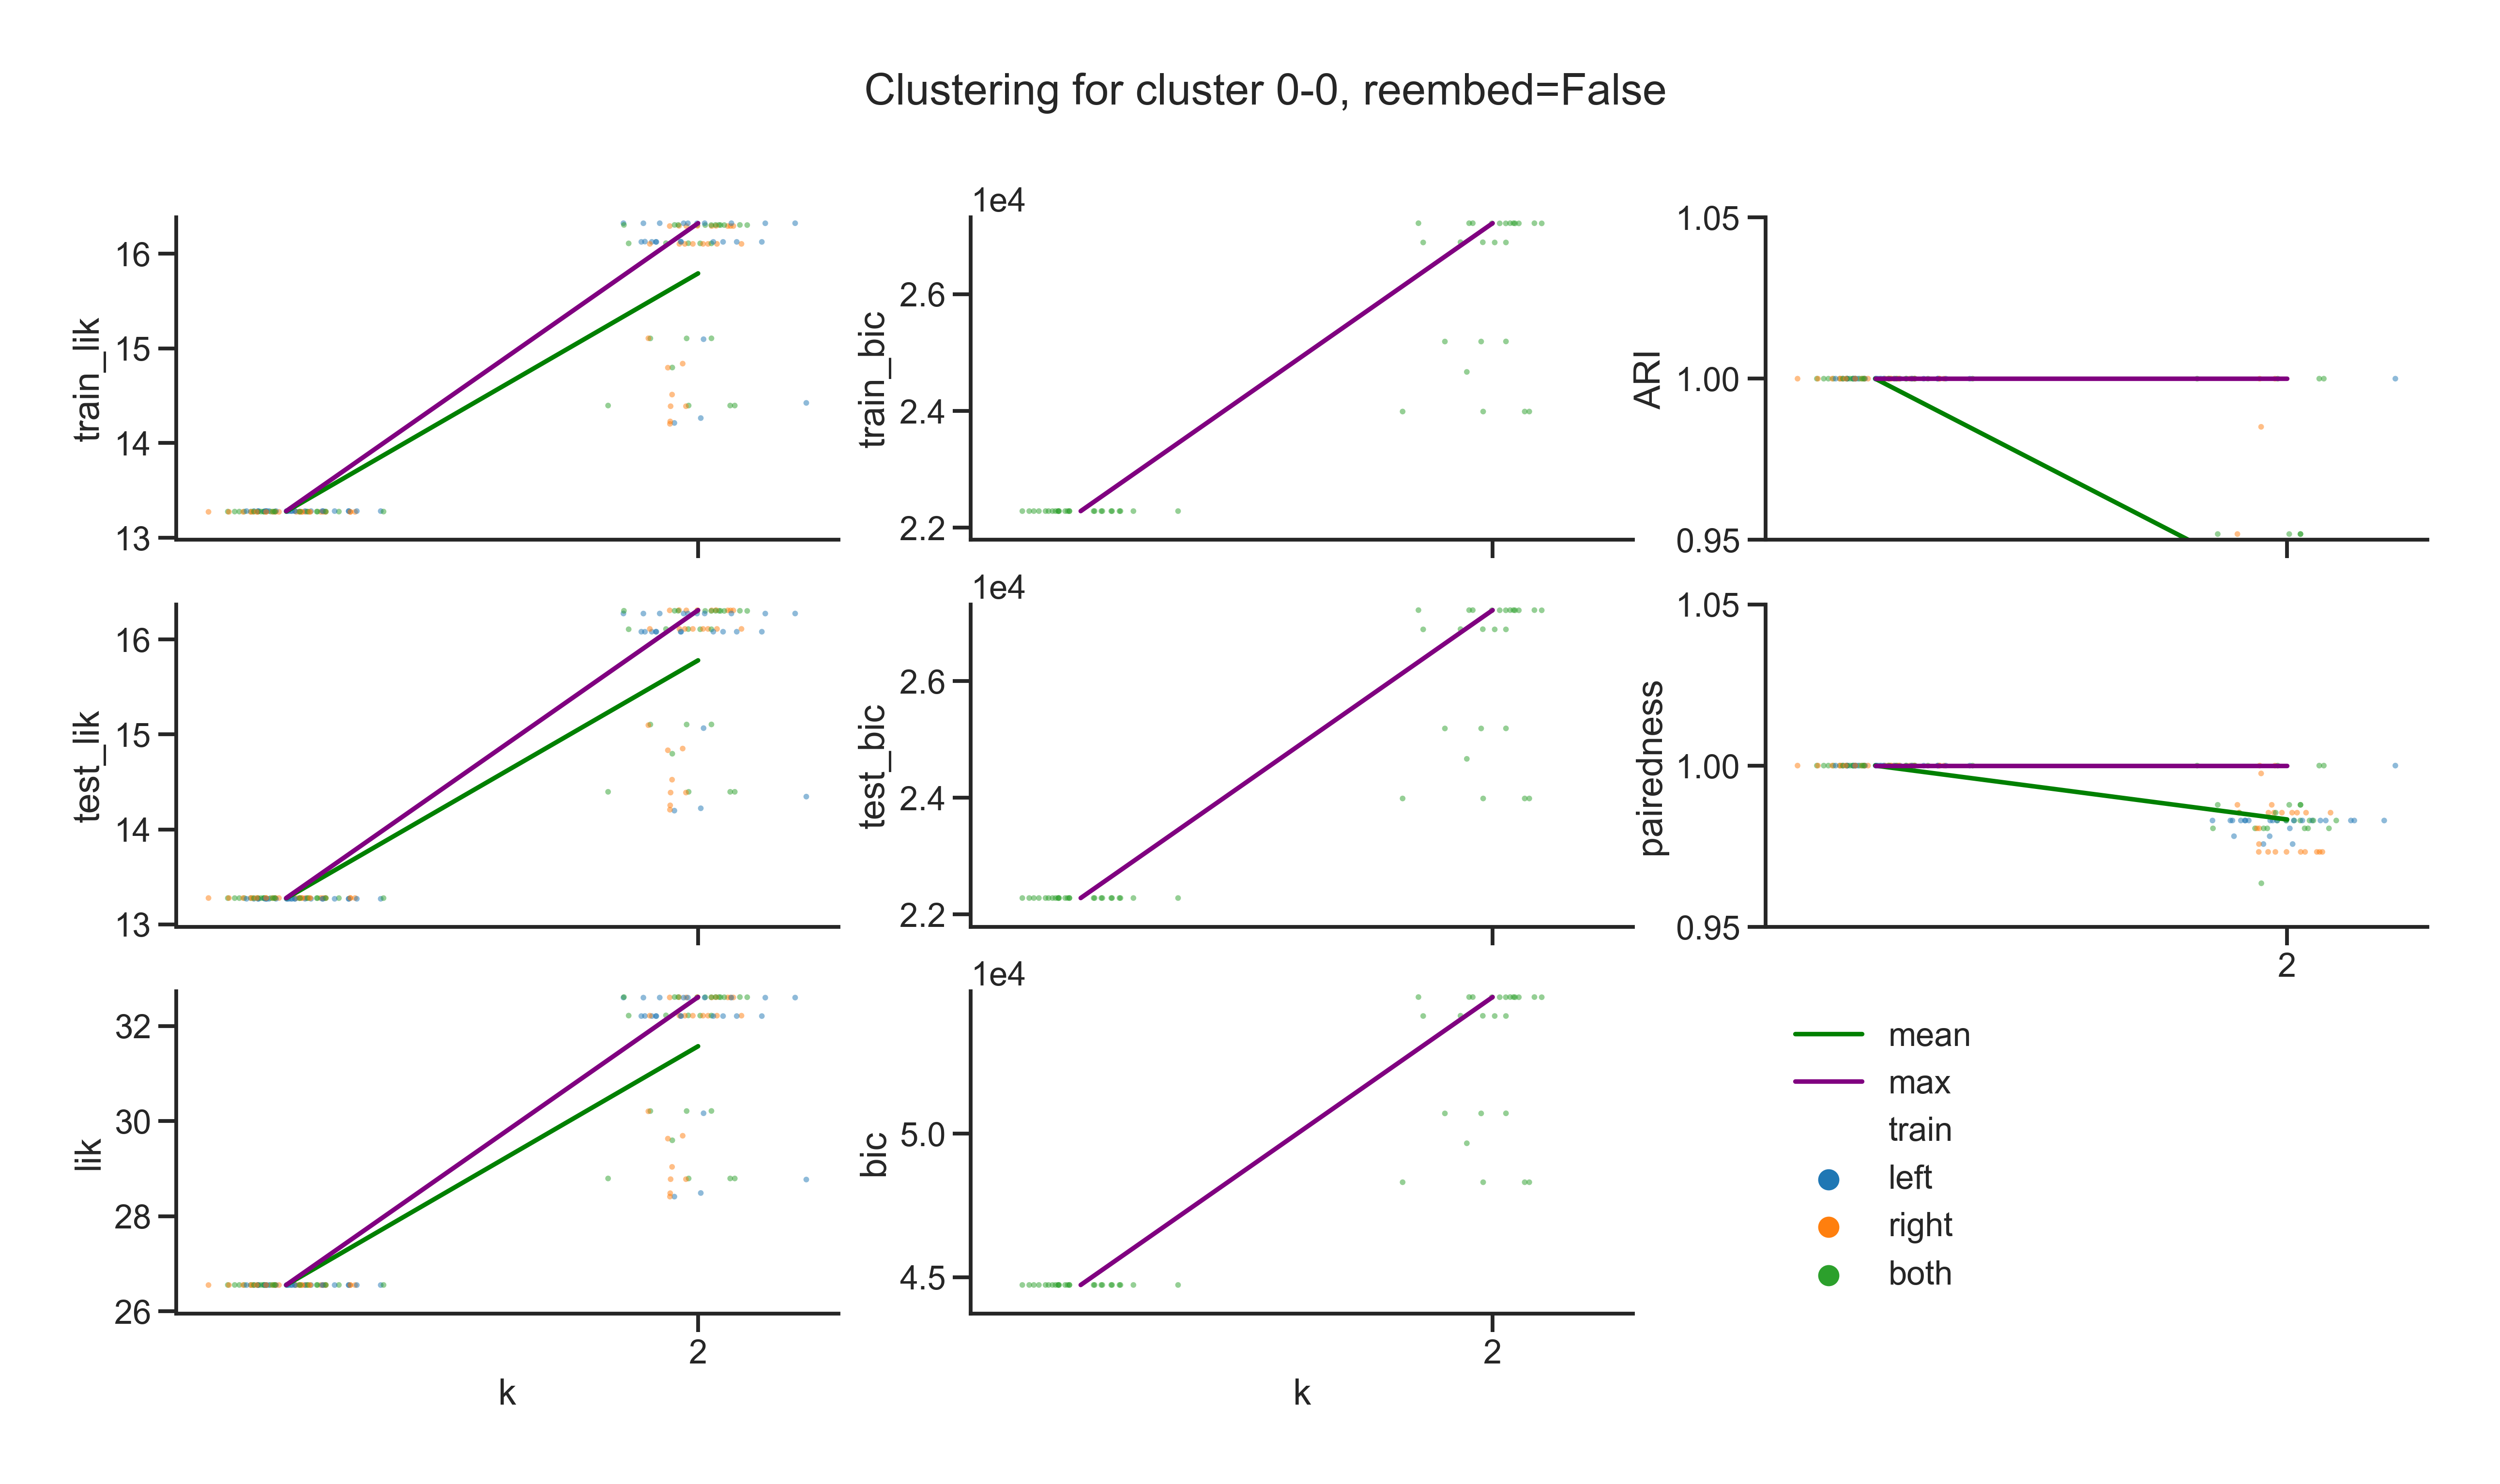 Clustering for cluster 0-0, reembed=False
train_lik
16
15
14
13
1e4
train_bic
2.6
2.4
2.2
ARI
1.05
1.00
0.95
test_lik
16
15
14
13
1e4
test_bic
2.6
2.4
2.2
pairedness
1.05
1.00
0.95
2
lik
32
30
28
26
2
k
1e4
bic
5.0
4.5
2
k
mean
max
train
left
right
both